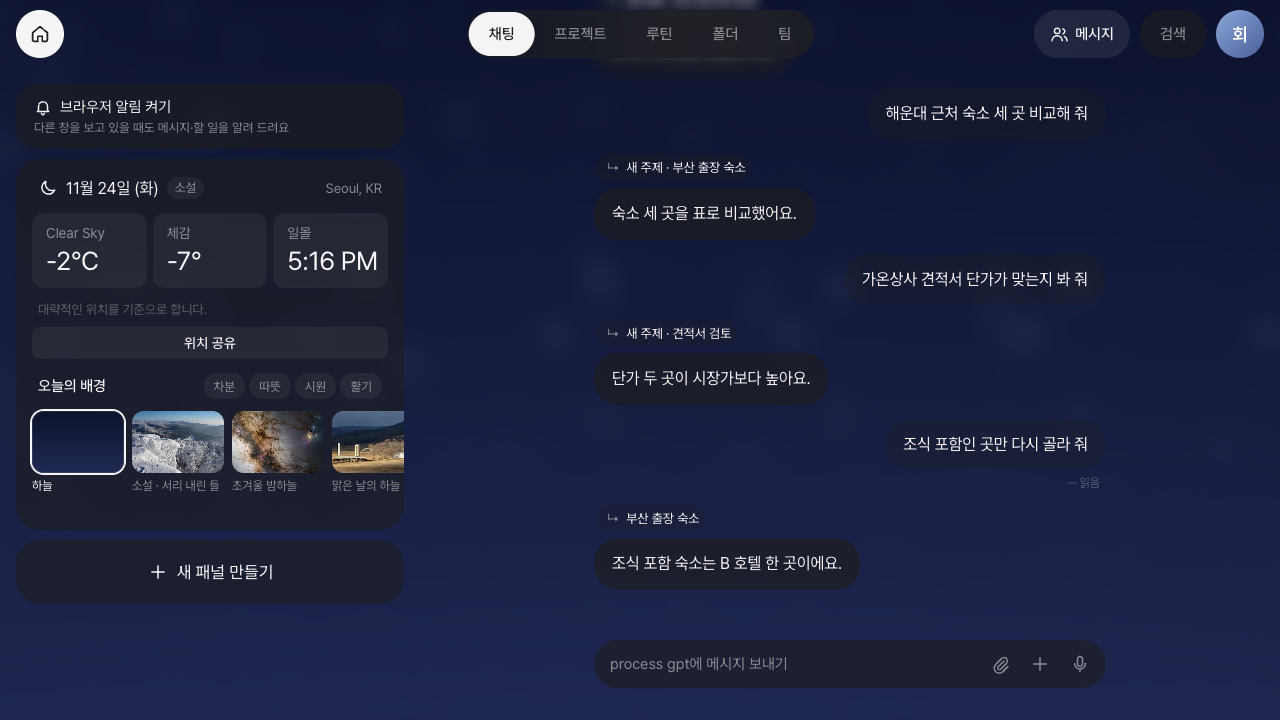 채팅
프로젝트
루틴
폴더
팀
메시지
검색
회
브라우저 알림 켜기
다른 창을 보고 있을 때도 메시지·할 일을 알려 드려요
11월 24일 (화)
소설
Seoul, KR
Clear Sky
-2°C
체감
-7°
일몰
5:16 PM
대략적인 위치를 기준으로 합니다.
위치 공유
오늘의 배경
차분
따뜻
시원
활기
하늘
소설 · 서리 내린 들
초겨울 밤하늘
맑은 날의 하늘
새 패널 만들기
해운대 근처 숙소 세 곳 비교해 줘
새 주제 · 부산 출장 숙소
숙소 세 곳을 표로 비교했어요.
가온상사 견적서 단가가 맞는지 봐 줘
새 주제 · 견적서 검토
단가 두 곳이 시장가보다 높아요.
조식 포함인 곳만 다시 골라 줘
··· 읽음
부산 출장 숙소
조식 포함 숙소는 B 호텔 한 곳이에요.
process gpt에 메시지 보내기